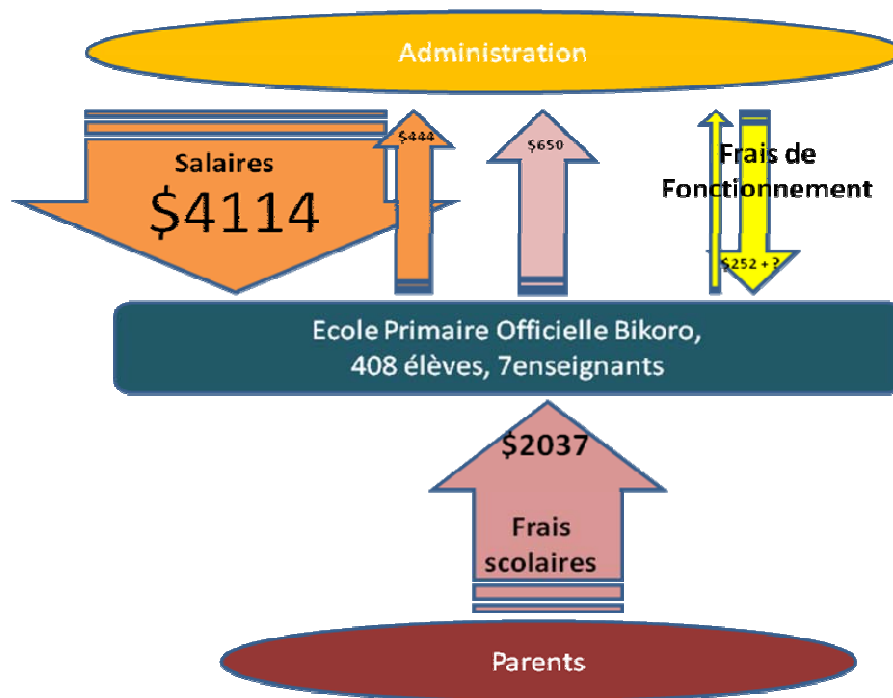 Administration
Salaires
$4114
$444
$650
Frais de
Fonctionnement
$252 + ?
Ecole Primaire Officielle Bikoro,
408 élèves, 7enseignants
$2037
Frais
scolaires
Parents